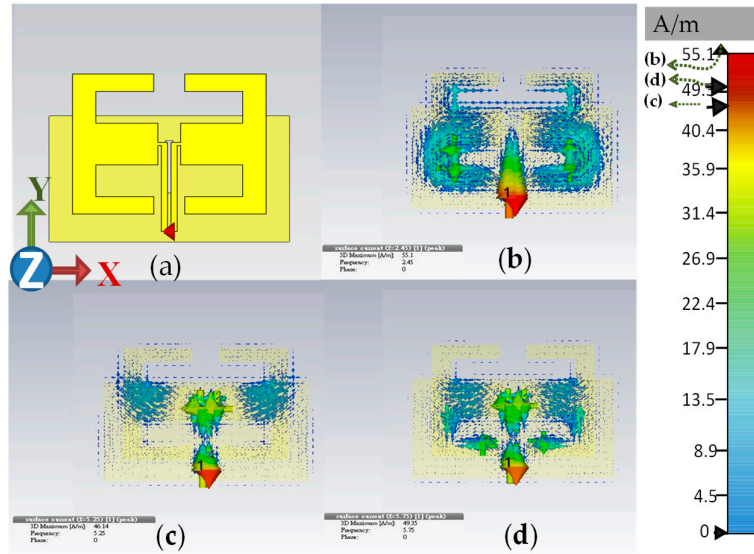 Y
Z
X
(a)
1
(b)
surface current (f=2.45) [1] (peak)
3D Maximum [A/m]: 55.1
Frequency: 2.45
Phase: 0
1
(c)
surface current (f=5.25) [1] (peak)
3D Maximum [A/m]: 46.14
Frequency: 5.25
Phase: 0
1
(d)
surface current (f=5.75) [1] (peak)
3D Maximum [A/m]: 49.35
Frequency: 5.75
Phase: 0
A/m
(b)
55.1
(d)
(c)
40.4
35.9
31.4
26.9
22.4
17.9
13.5
8.9
4.5
0